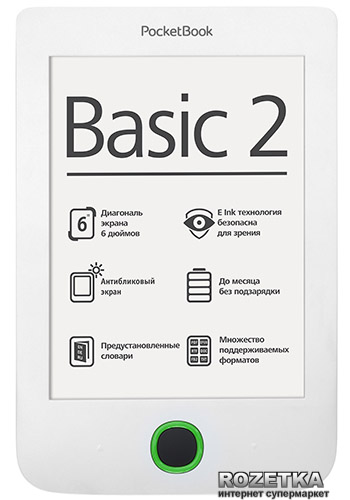 PocketBook
Basic 2
6"
Диагональ
экрана
6 дюймов
E Ink технология
безопасна
для зрения
Антибликовый
экран
До месяца
без подзарядки
Предустановленные
словари
Множество
поддерживаемых
форматов
ROZETKA
интернет супермаркет